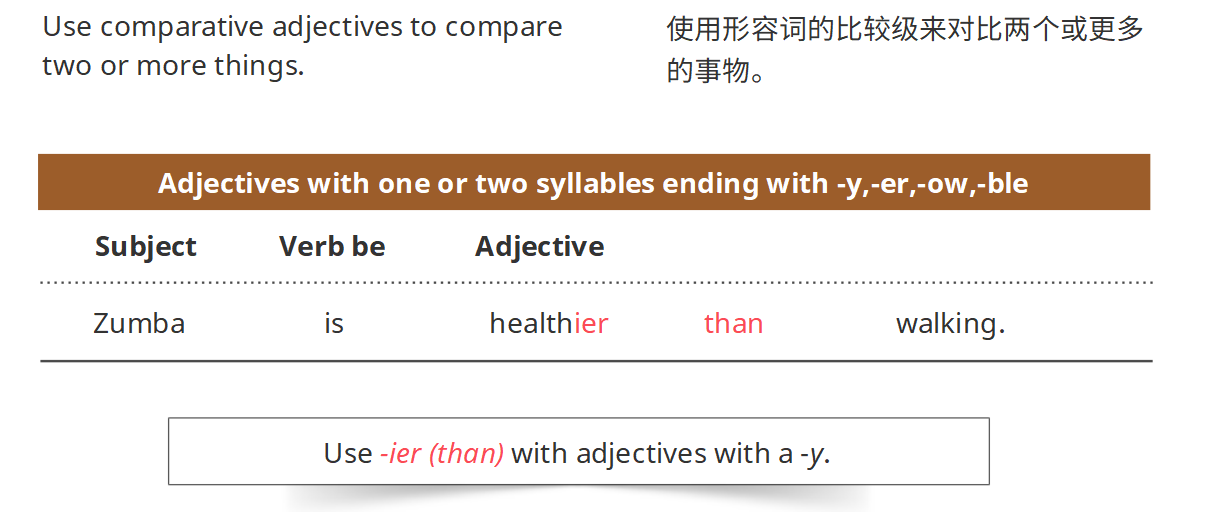 Use comparative adjectives to compare
two or more things.
使用形容词的比较级来对比两个或更多
的事物。
Adjectives with one or two syllables ending with -y,-er,-ow,-ble
Subject Verb be Adjective
Zumba is healthier than walking.
Use -ier (than) with adjectives with a -y.